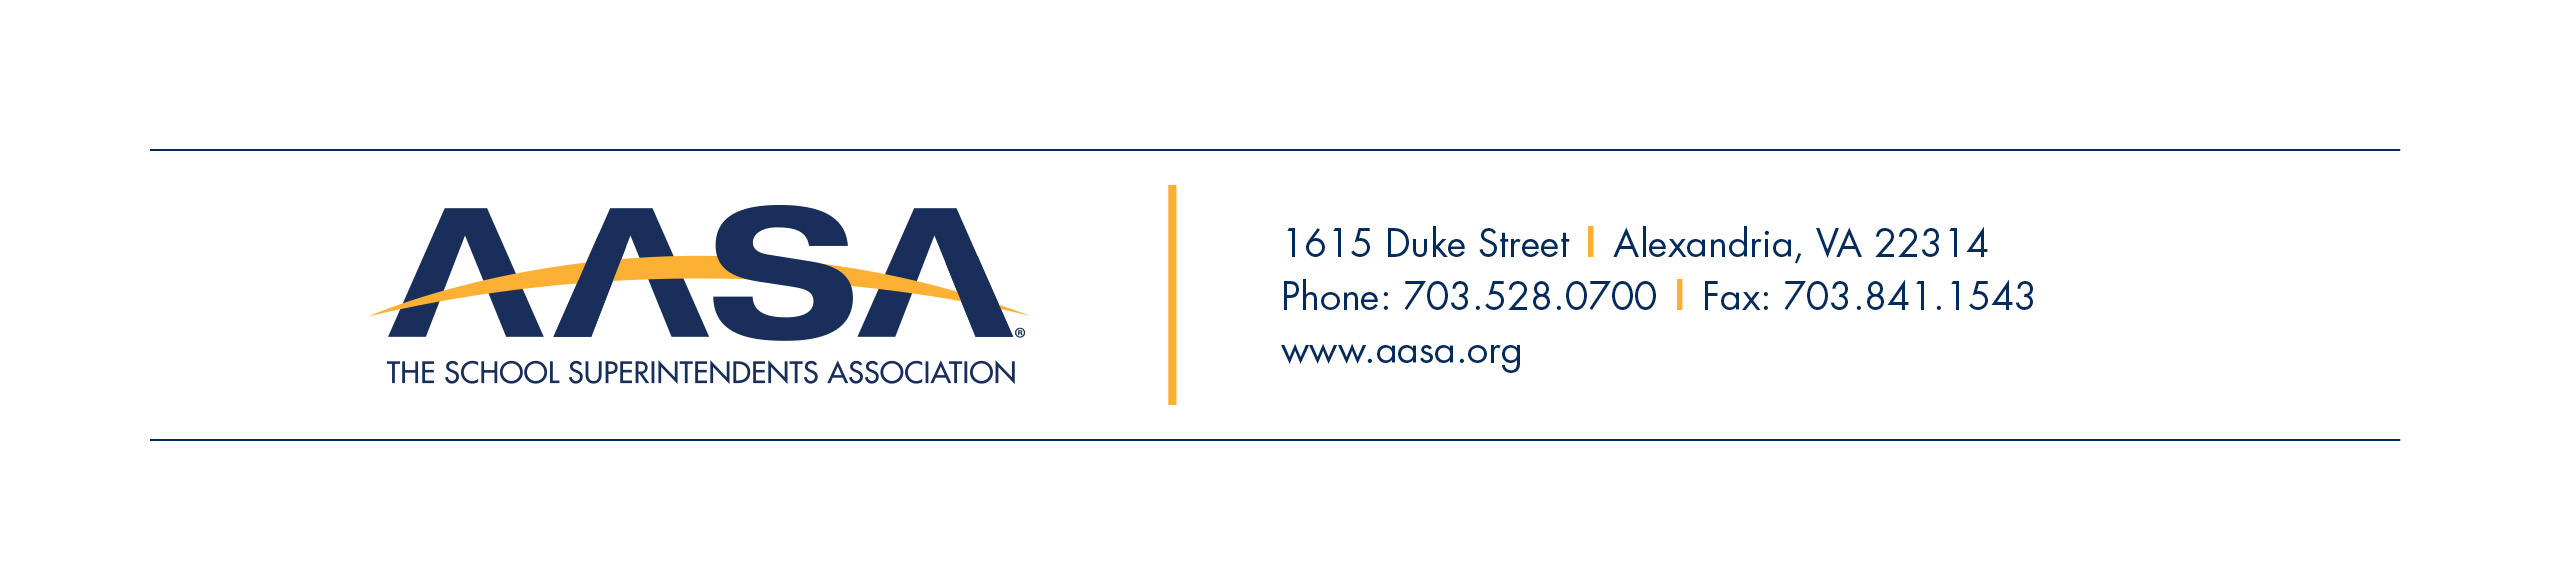 AASA®
THE SCHOOL SUPERINTENDENTS ASSOCIATION
1615 Duke Street | Alexandria, VA 22314
Phone: 703.528.0700 | Fax: 703.841.1543
www.aasa.org